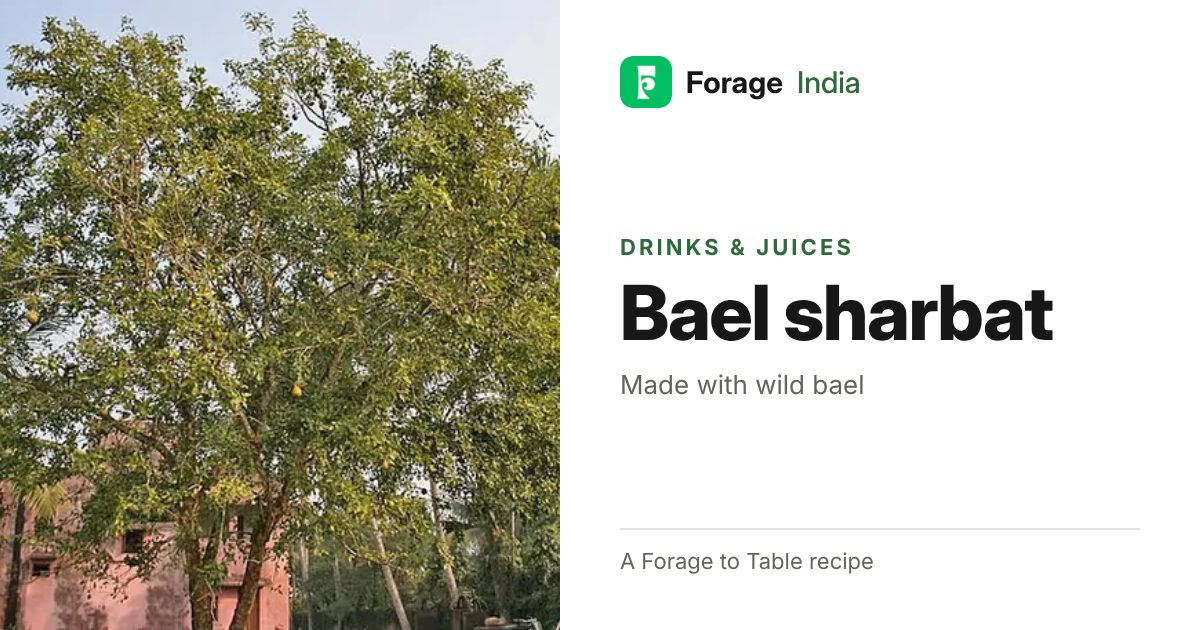 Forage India
DRINKS & JUICES
Bael sharbat
Made with wild bael
A Forage to Table recipe